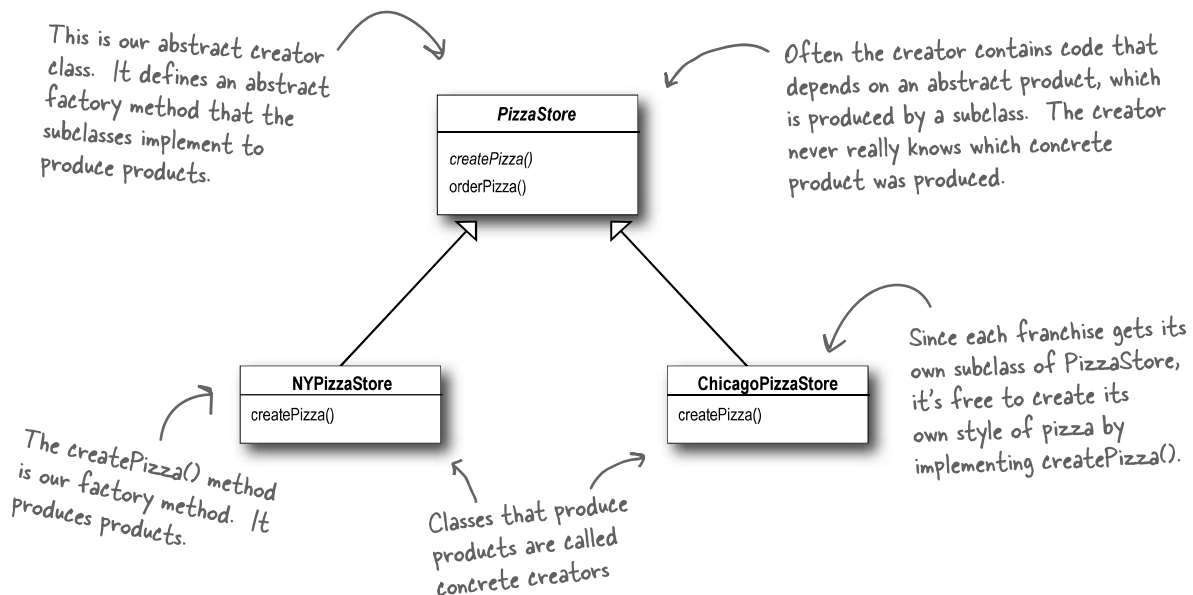 This is our abstract creator
class. It defines an abstract
factory method that the
subclasses implement to
produce products.
Often the creator contains code that
depends on an abstract product, which
is produced by a subclass. The creator
never really knows which concrete
product was produced.
PizzaStore
createPizza()
orderPizza()
NYPizzaStore
createPizza()
ChicagoPizzaStore
createPizza()
Since each franchise gets its
own subclass of PizzaStore,
it's free to create its
own style of pizza by
implementing createPizza().
The createPizza() method
is our factory method. It
produces products.
Classes that produce
products are called
concrete creators